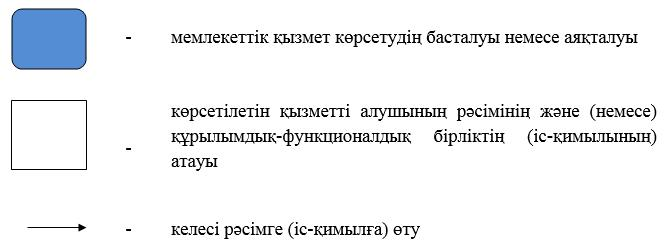 - мемлекеттік қызмет көрсетудің басталуы немесе аяқталуы
көрсетілетін қызметті алушының рәсімінің және (немесе)
- құрылымдық-функционалдық бірліктің (іс-қимылының)
атауы
- келесі рәсімге (іс-қимылға) өту